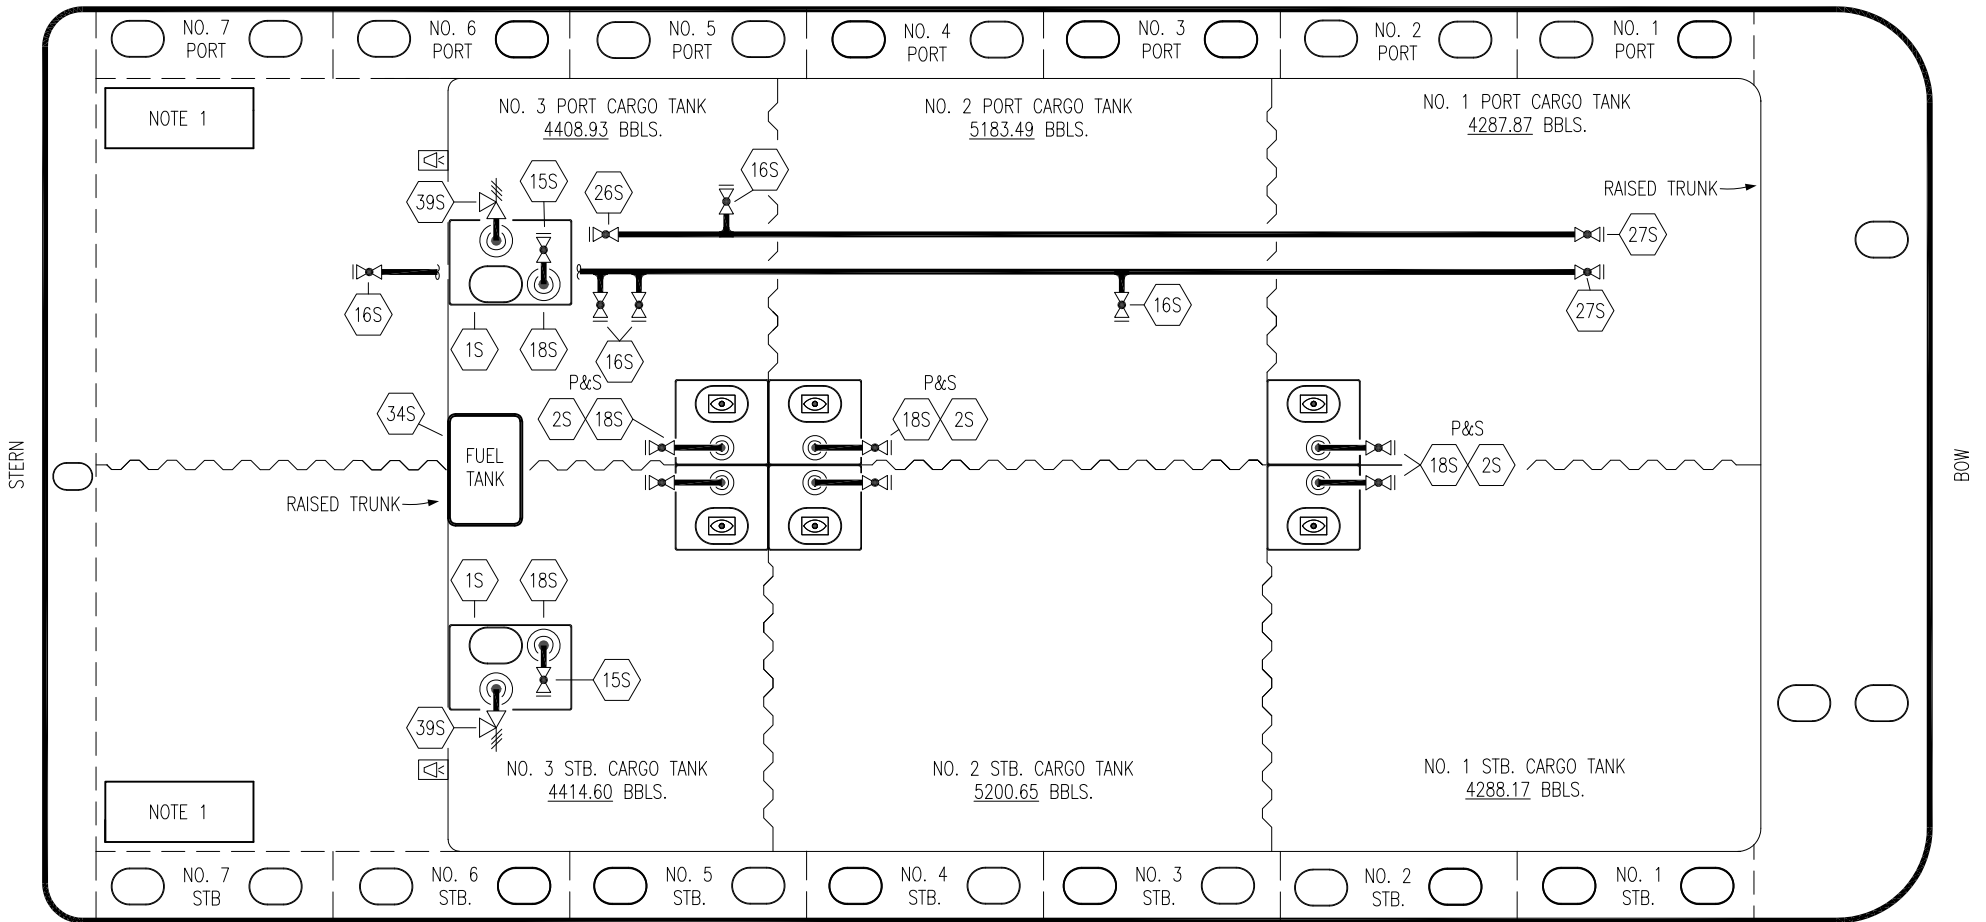 NO. 7
PORT
NO. 6
PORT
NO. 5
PORT
NO. 4
PORT
NO. 3
PORT
NO. 2
PORT
NO. 1
PORT
NOTE 1
NO. 3 PORT CARGO TANK
4408.93 BBLS.
NO. 2 PORT CARGO TANK
5183.49 BBLS.
NO. 1 PORT CARGO TANK
4287.87 BBLS.
39S
15S
26S
16S
RAISED TRUNK
27S
16S
1S
18S
16S
16S
27S
34S
P&S
2S
18S
P&S
18S
2S
P&S
18S
2S
STERN
FUEL
TANK
BOW
RAISED TRUNK
1S
18S
15S
39S
NO. 3 STB. CARGO TANK
4414.60 BBLS.
NO. 2 STB. CARGO TANK
5200.65 BBLS.
NO. 1 STB. CARGO TANK
4288.17 BBLS.
NOTE 1
NO. 7
STB
NO. 6
STB.
NO. 5
STB.
NO. 4
STB.
NO. 3
STB.
NO. 2
STB.
NO. 1
STB.